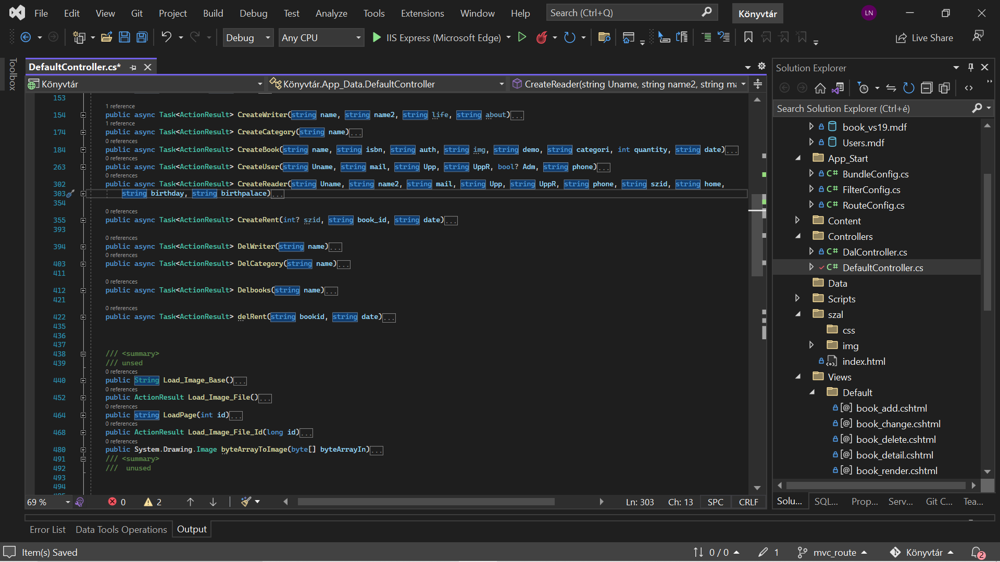 File Edit View Git Project Build Debug Test Analyze Tools Extensions Window Help Search (Ctrl+Q) Könyvtár LN
Debug Any CPU IIS Express (Microsoft Edge) Live Share
Toolbox
DefaultController.cs*
Könyvtár Könyvtár.App_Data.DefaultController CreateReader(string Uname, string name2, string ma
153
1 reference
154 public async Task<ActionResult> CreateWriter(string name, string name2, string life, string about)...
1 reference
174 public async Task<ActionResult> CreateCategory(string name)...
0 references
184 public async Task<ActionResult> CreateBook(string name, string isbn, string auth, string img, string demo, string categori, int quantity, string date)...
0 references
263 public async Task<ActionResult> CreateUser(string Uname, string mail, string Upp, string UppR, bool? Adm, string phone)...
0 references
302 public async Task<ActionResult> CreateReader(string Uname, string name2, string mail, string Upp, string UppR, string phone, string szid, string home,
303 string birthday, string birthpalace)...
354
0 references
355 public async Task<ActionResult> CreateRent(int? szid, string book_id, string date)...
393
0 references
394 public async Task<ActionResult> DelWriter(string name)...
0 references
403 public async Task<ActionResult> DelCategory(string name)...
411
0 references
412 public async Task<ActionResult> Delbooks(string name)...
421
0 references
422 public async Task<ActionResult> delRent(string bookid, string date)...
435
436
437
438 /// <summary>
439 /// unsed
0 references
440 public String Load_Image_Base()...
0 references
452 public ActionResult Load_Image_File()...
0 references
464 public string LoadPage(int id)...
0 references
468 public ActionResult Load_Image_File_Id(long id)...
0 references
480 public System.Drawing.Image byteArrayToImage(byte[] byteArrayIn)...
491 /// <summary>
492 /// unused
493
494
69 % 0 2 Ln: 303 Ch: 13 SPC CRLF
Solution Explorer
Search Solution Explorer (Ctrl+é)
book_vs19.mdf
Users.mdf
App_Start
C# BundleConfig.cs
C# FilterConfig.cs
C# RouteConfig.cs
Content
Controllers
C# DalController.cs
C# DefaultController.cs
Data
Scripts
szal
css
img
index.html
Views
Default
[@] book_add.cshtml
[@] book_change.cshtml
[@] book_delete.cshtml
[@] book_detail.cshtml
[@] book_render.cshtml
Solu... SQL... Prop... Serv... Git C... Tea...
Error List Data Tools Operations Output
Item(s) Saved 0 / 0 1 mvc_route Könyvtár 2